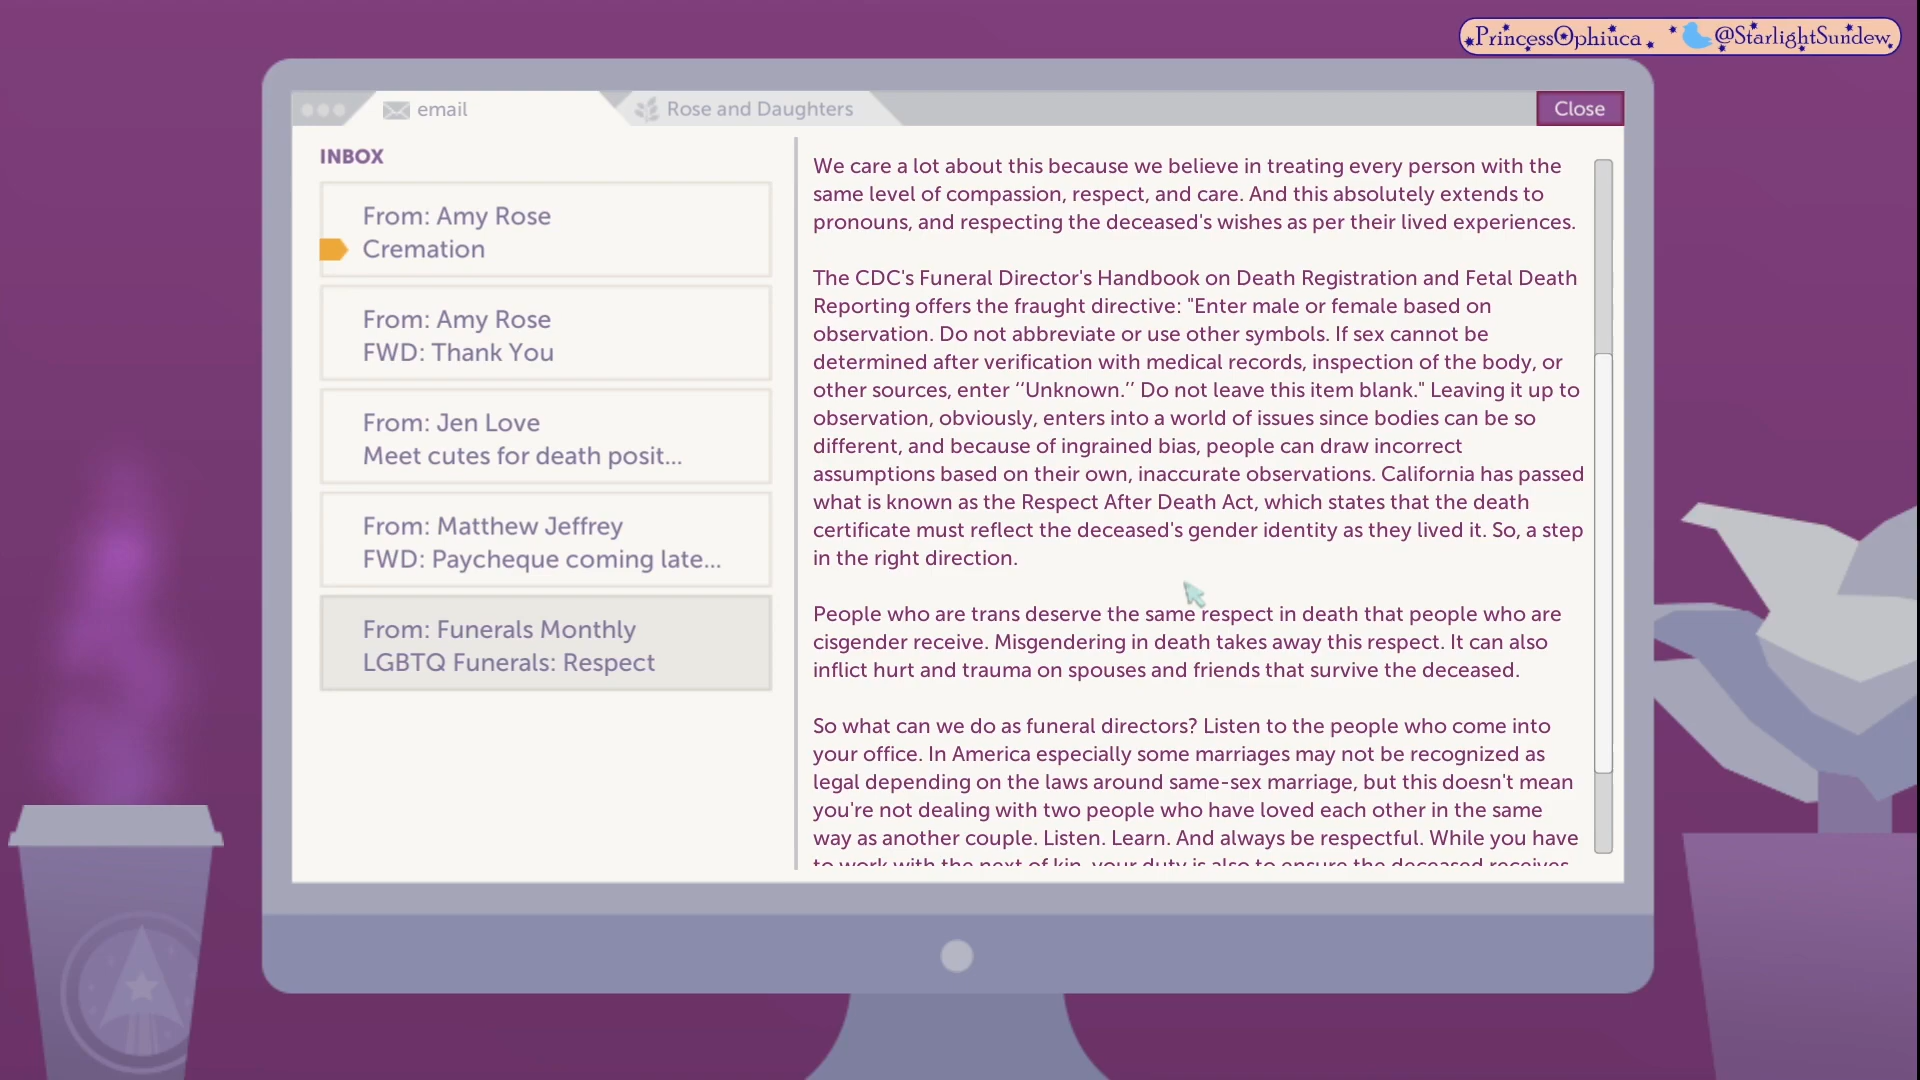 PrincessOphiuca
@StarlightSundew
email
Rose and Daughters
Close
INBOX
From: Amy Rose
Cremation
From: Amy Rose
FWD: Thank You
From: Jen Love
Meet cutes for death posit...
From: Matthew Jeffrey
FWD: Paycheque coming late...
From: Funerals Monthly
LGBTQ Funerals: Respect
We care a lot about this because we believe in treating every person with the
same level of compassion, respect, and care. And this absolutely extends to
pronouns, and respecting the deceased's wishes as per their lived experiences.
The CDC's Funeral Director's Handbook on Death Registration and Fetal Death
Reporting offers the fraught directive: "Enter male or female based on
observation. Do not abbreviate or use other symbols. If sex cannot be
determined after verification with medical records, inspection of the body, or
other sources, enter ‘‘Unknown.’’ Do not leave this item blank." Leaving it up to
observation, obviously, enters into a world of issues since bodies can be so
different, and because of ingrained bias, people can draw incorrect
assumptions based on their own, inaccurate observations. California has passed
what is known as the Respect After Death Act, which states that the death
certificate must reflect the deceased's gender identity as they lived it. So, a step
in the right direction.
People who are trans deserve the same respect in death that people who are
cisgender receive. Misgendering in death takes away this respect. It can also
inflict hurt and trauma on spouses and friends that survive the deceased.
So what can we do as funeral directors? Listen to the people who come into
your office. In America especially some marriages may not be recognized as
legal depending on the laws around same-sex marriage, but this doesn't mean
you're not dealing with two people who have loved each other in the same
way as another couple. Listen. Learn. And always be respectful. While you have
to work with the next of kin, your duty is also to ensure the deceased receives